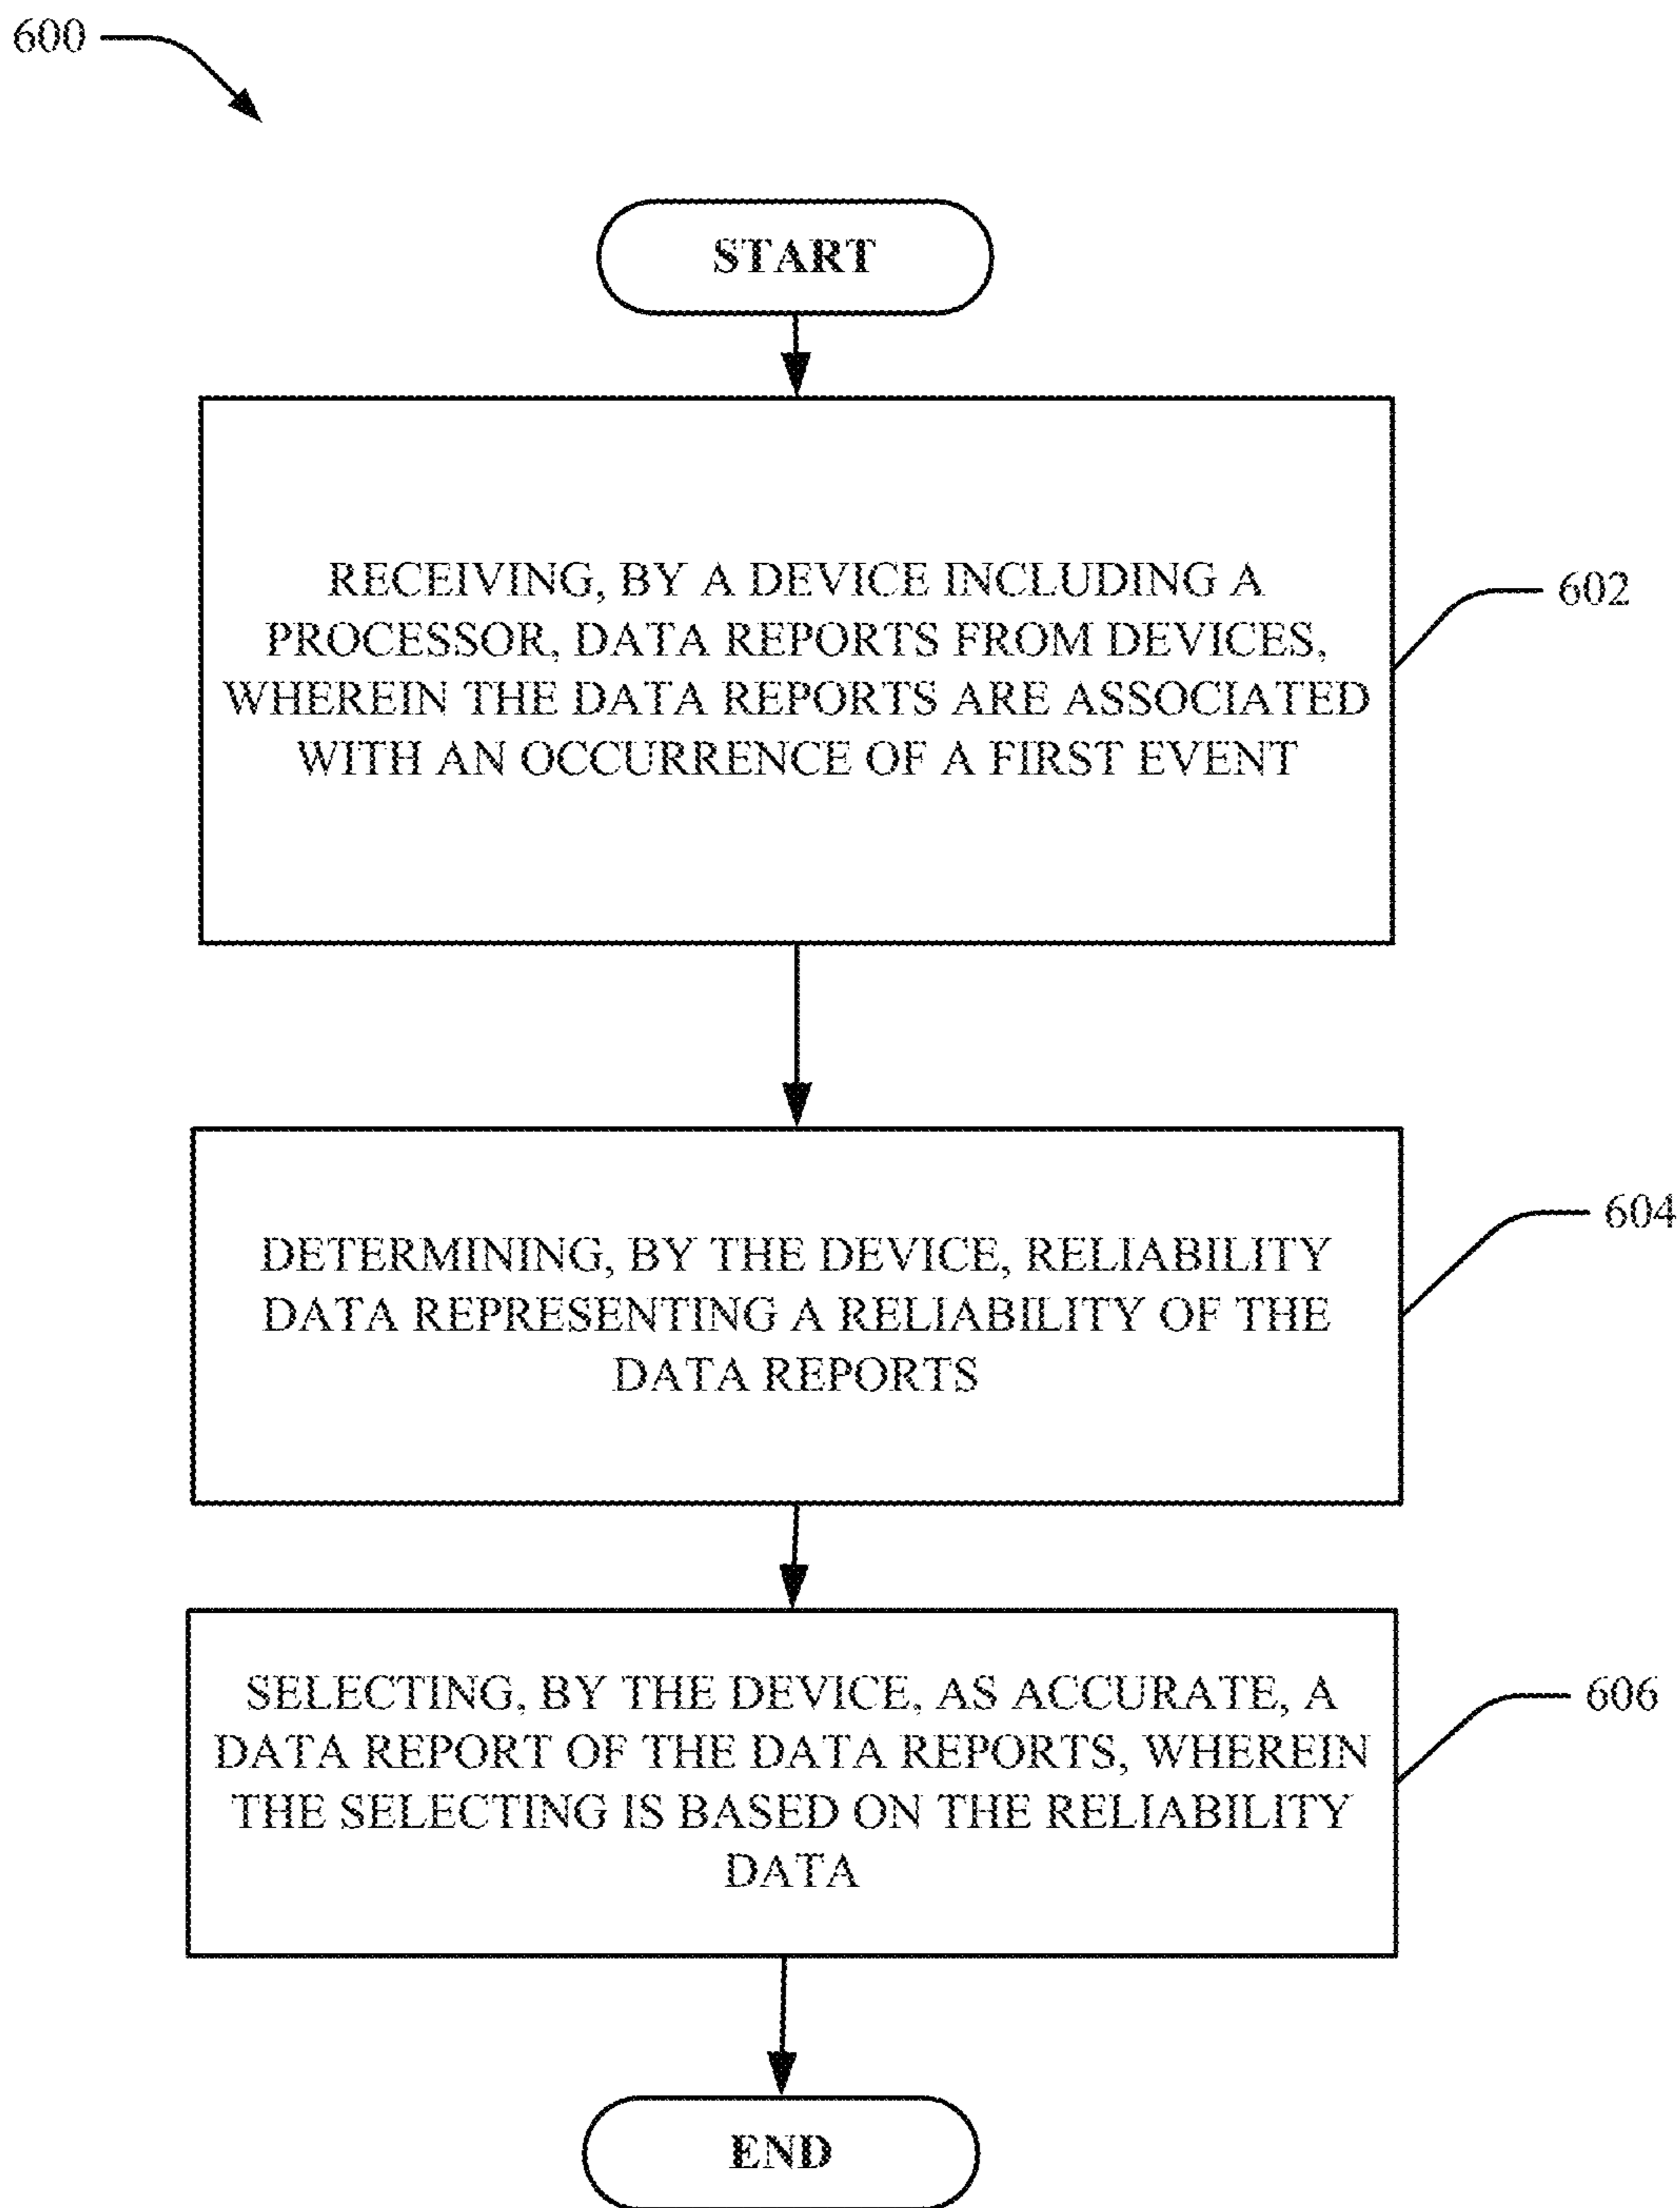 600
START
RECEIVING, BY A DEVICE INCLUDING A
PROCESSOR, DATA REPORTS FROM DEVICES,
WHEREIN THE DATA REPORTS ARE ASSOCIATED
WITH AN OCCURRENCE OF A FIRST EVENT
602
DETERMINING, BY THE DEVICE, RELIABILITY
DATA REPRESENTING A RELIABILITY OF THE
DATA REPORTS
604
SELECTING, BY THE DEVICE, AS ACCURATE, A
DATA REPORT OF THE DATA REPORTS, WHEREIN
THE SELECTING IS BASED ON THE RELIABILITY
DATA
606
END